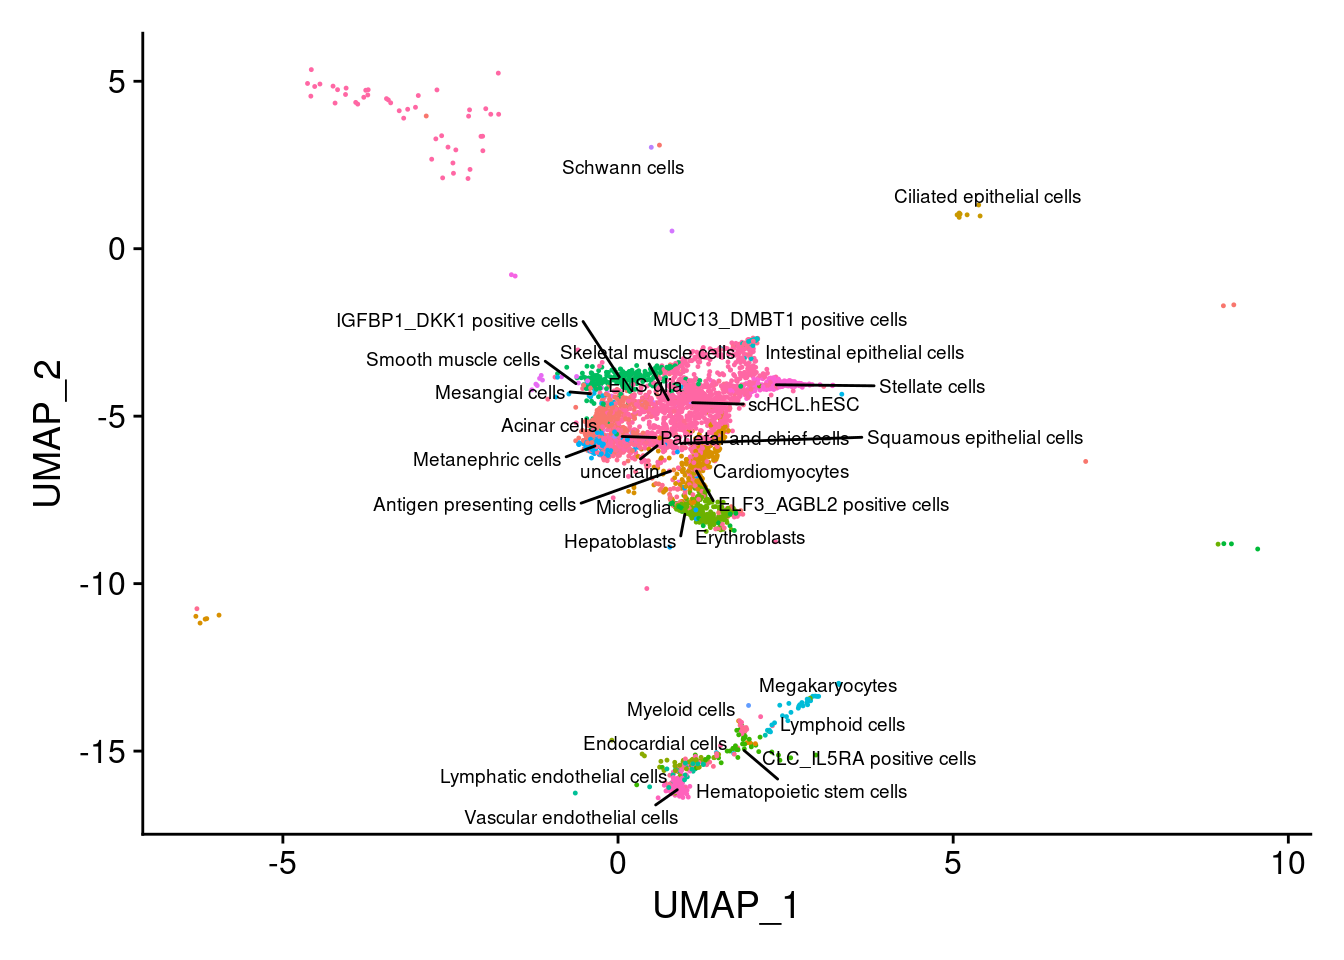 5
0
-5
-10
-15
UMAP_2
Schwann cells
Ciliated epithelial cells
IGFBP1_DKK1 positive cells
MUC13_DMBT1 positive cells
Smooth muscle cells
Skeletal muscle cells
Intestinal epithelial cells
Mesangial cells
ENS glia
Stellate cells
scHCL.hESC
Acinar cells
Parietal and chief cells
Squamous epithelial cells
Metanephric cells
uncertain
Cardiomyocytes
Antigen presenting cells
Microglia
ELF3_AGBL2 positive cells
Hepatoblasts
Erythroblasts
Megakaryocytes
Myeloid cells
Lymphoid cells
Endocardial cells
CLC_IL5RA positive cells
Lymphatic endothelial cells
Hematopoietic stem cells
Vascular endothelial cells
-5
0
5
10
UMAP_1